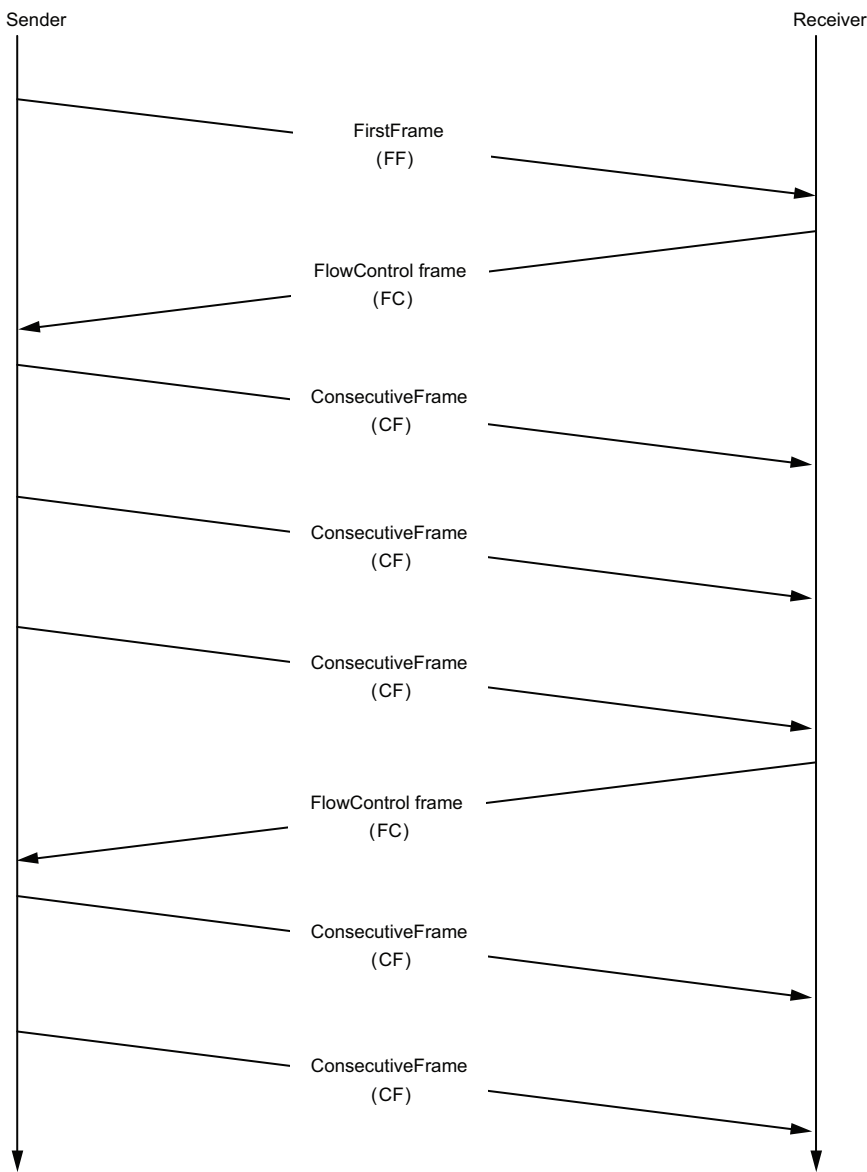 Sender
Receiver
FirstFrame
(FF)
FlowControl frame
(FC)
ConsecutiveFrame
(CF)
ConsecutiveFrame
(CF)
ConsecutiveFrame
(CF)
FlowControl frame
(FC)
ConsecutiveFrame
(CF)
ConsecutiveFrame
(CF)